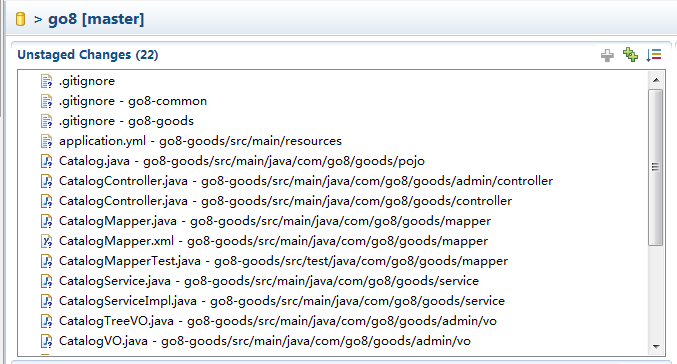 > go8 [master]
Unstaged Changes (22)
.gitignore
.gitignore - go8-common
.gitignore - go8-goods
application.yml - go8-goods/src/main/resources
Catalog.java - go8-goods/src/main/java/com/go8/goods/pojo
CatalogController.java - go8-goods/src/main/java/com/go8/goods/admin/controller
CatalogController.java - go8-goods/src/main/java/com/go8/goods/controller
CatalogMapper.java - go8-goods/src/main/java/com/go8/goods/mapper
CatalogMapper.xml - go8-goods/src/main/java/com/go8/goods/mapper
CatalogMapperTest.java - go8-goods/src/test/java/com/go8/goods/mapper
CatalogService.java - go8-goods/src/main/java/com/go8/goods/service
CatalogServiceImpl.java - go8-goods/src/main/java/com/go8/goods/service
CatalogTreeVO.java - go8-goods/src/main/java/com/go8/goods/admin/vo
CatalogVO.java - go8-goods/src/main/java/com/go8/goods/admin/vo